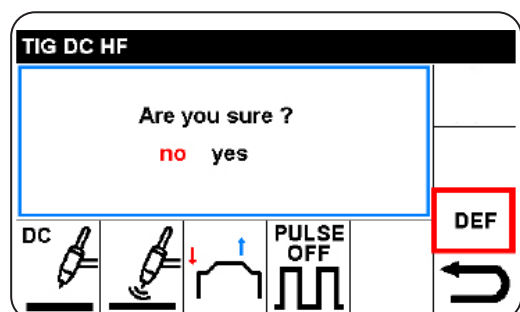 TIG DC HF
Are you sure ?
no yes
DEF
DC
PULSE
OFF